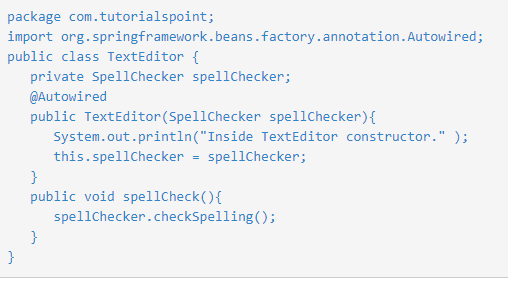 package com.tutorialspoint;
import org.springframework.beans.factory.annotation.Autowired;
public class TextEditor {
   private SpellChecker spellChecker;
   @Autowired
   public TextEditor(SpellChecker spellChecker){
      System.out.println("Inside TextEditor constructor." );
      this.spellChecker = spellChecker;
   }
   public void spellCheck(){
      spellChecker.checkSpelling();
   }
}